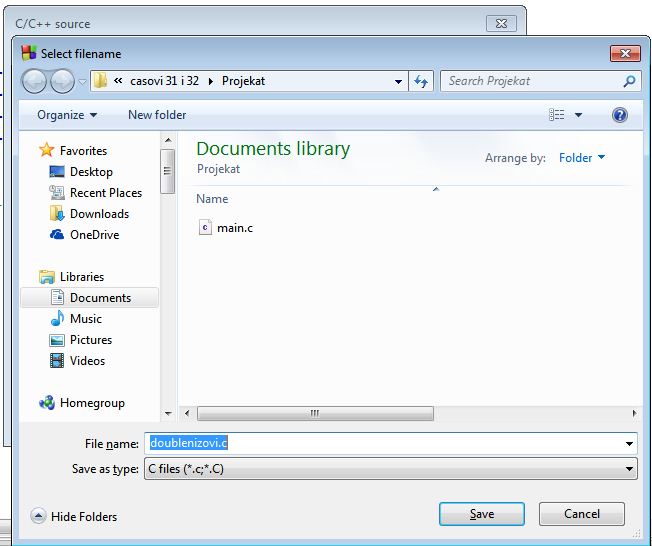 C/C++ source
Select filename
« casovi 31 i 32 Projekat
Search Projekat
Organize New folder
Favorites
Desktop
Recent Places
Downloads
OneDrive
Libraries
Documents
Music
Pictures
Videos
Homegroup
Documents library
Projekat
Arrange by: Folder
Name
main.c
File name: doublenizovi.c
Save as type: C files (*.c;*.C)
Hide Folders
Save Cancel